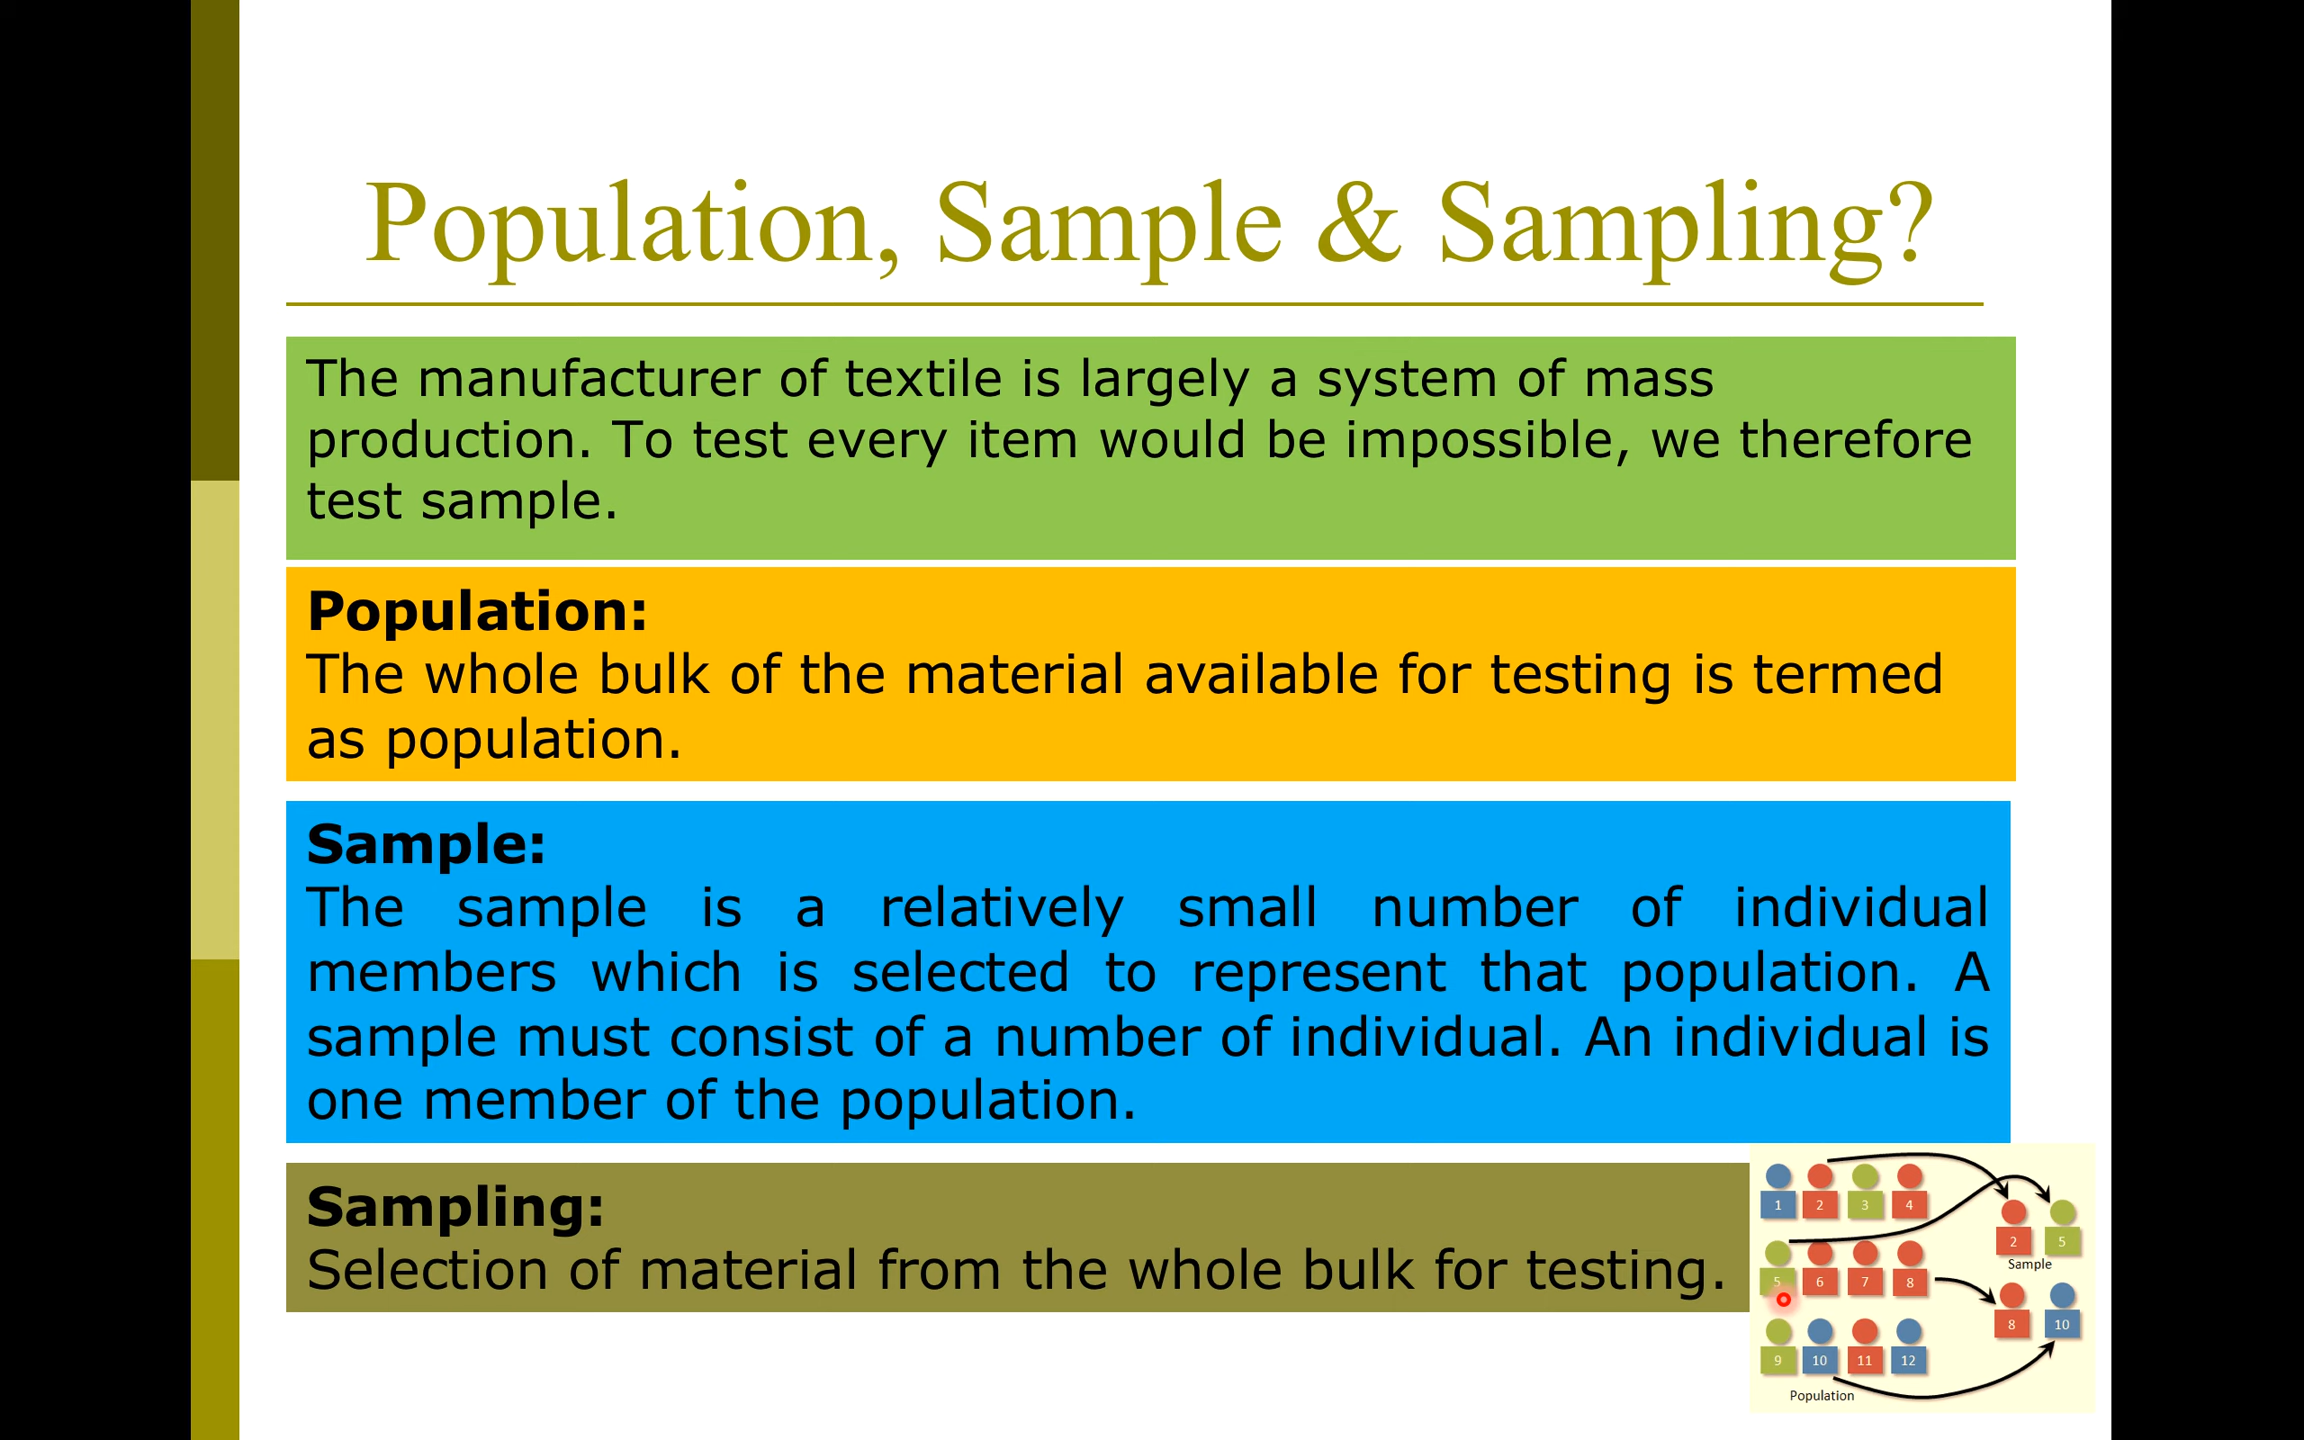 Population, Sample & Sampling?
The manufacturer of textile is largely a system of mass
production. To test every item would be impossible, we therefore
test sample.
Population:
The whole bulk of the material available for testing is termed
as population.
Sample:
The sample is a relatively small number of individual
members which is selected to represent that population. A
sample must consist of a number of individual. An individual is
one member of the population.
Sampling:
Selection of material from the whole bulk for testing.
1 2 3 4
2 5
Sample
5 6 7 8
8 10
9 10 11 12
Population